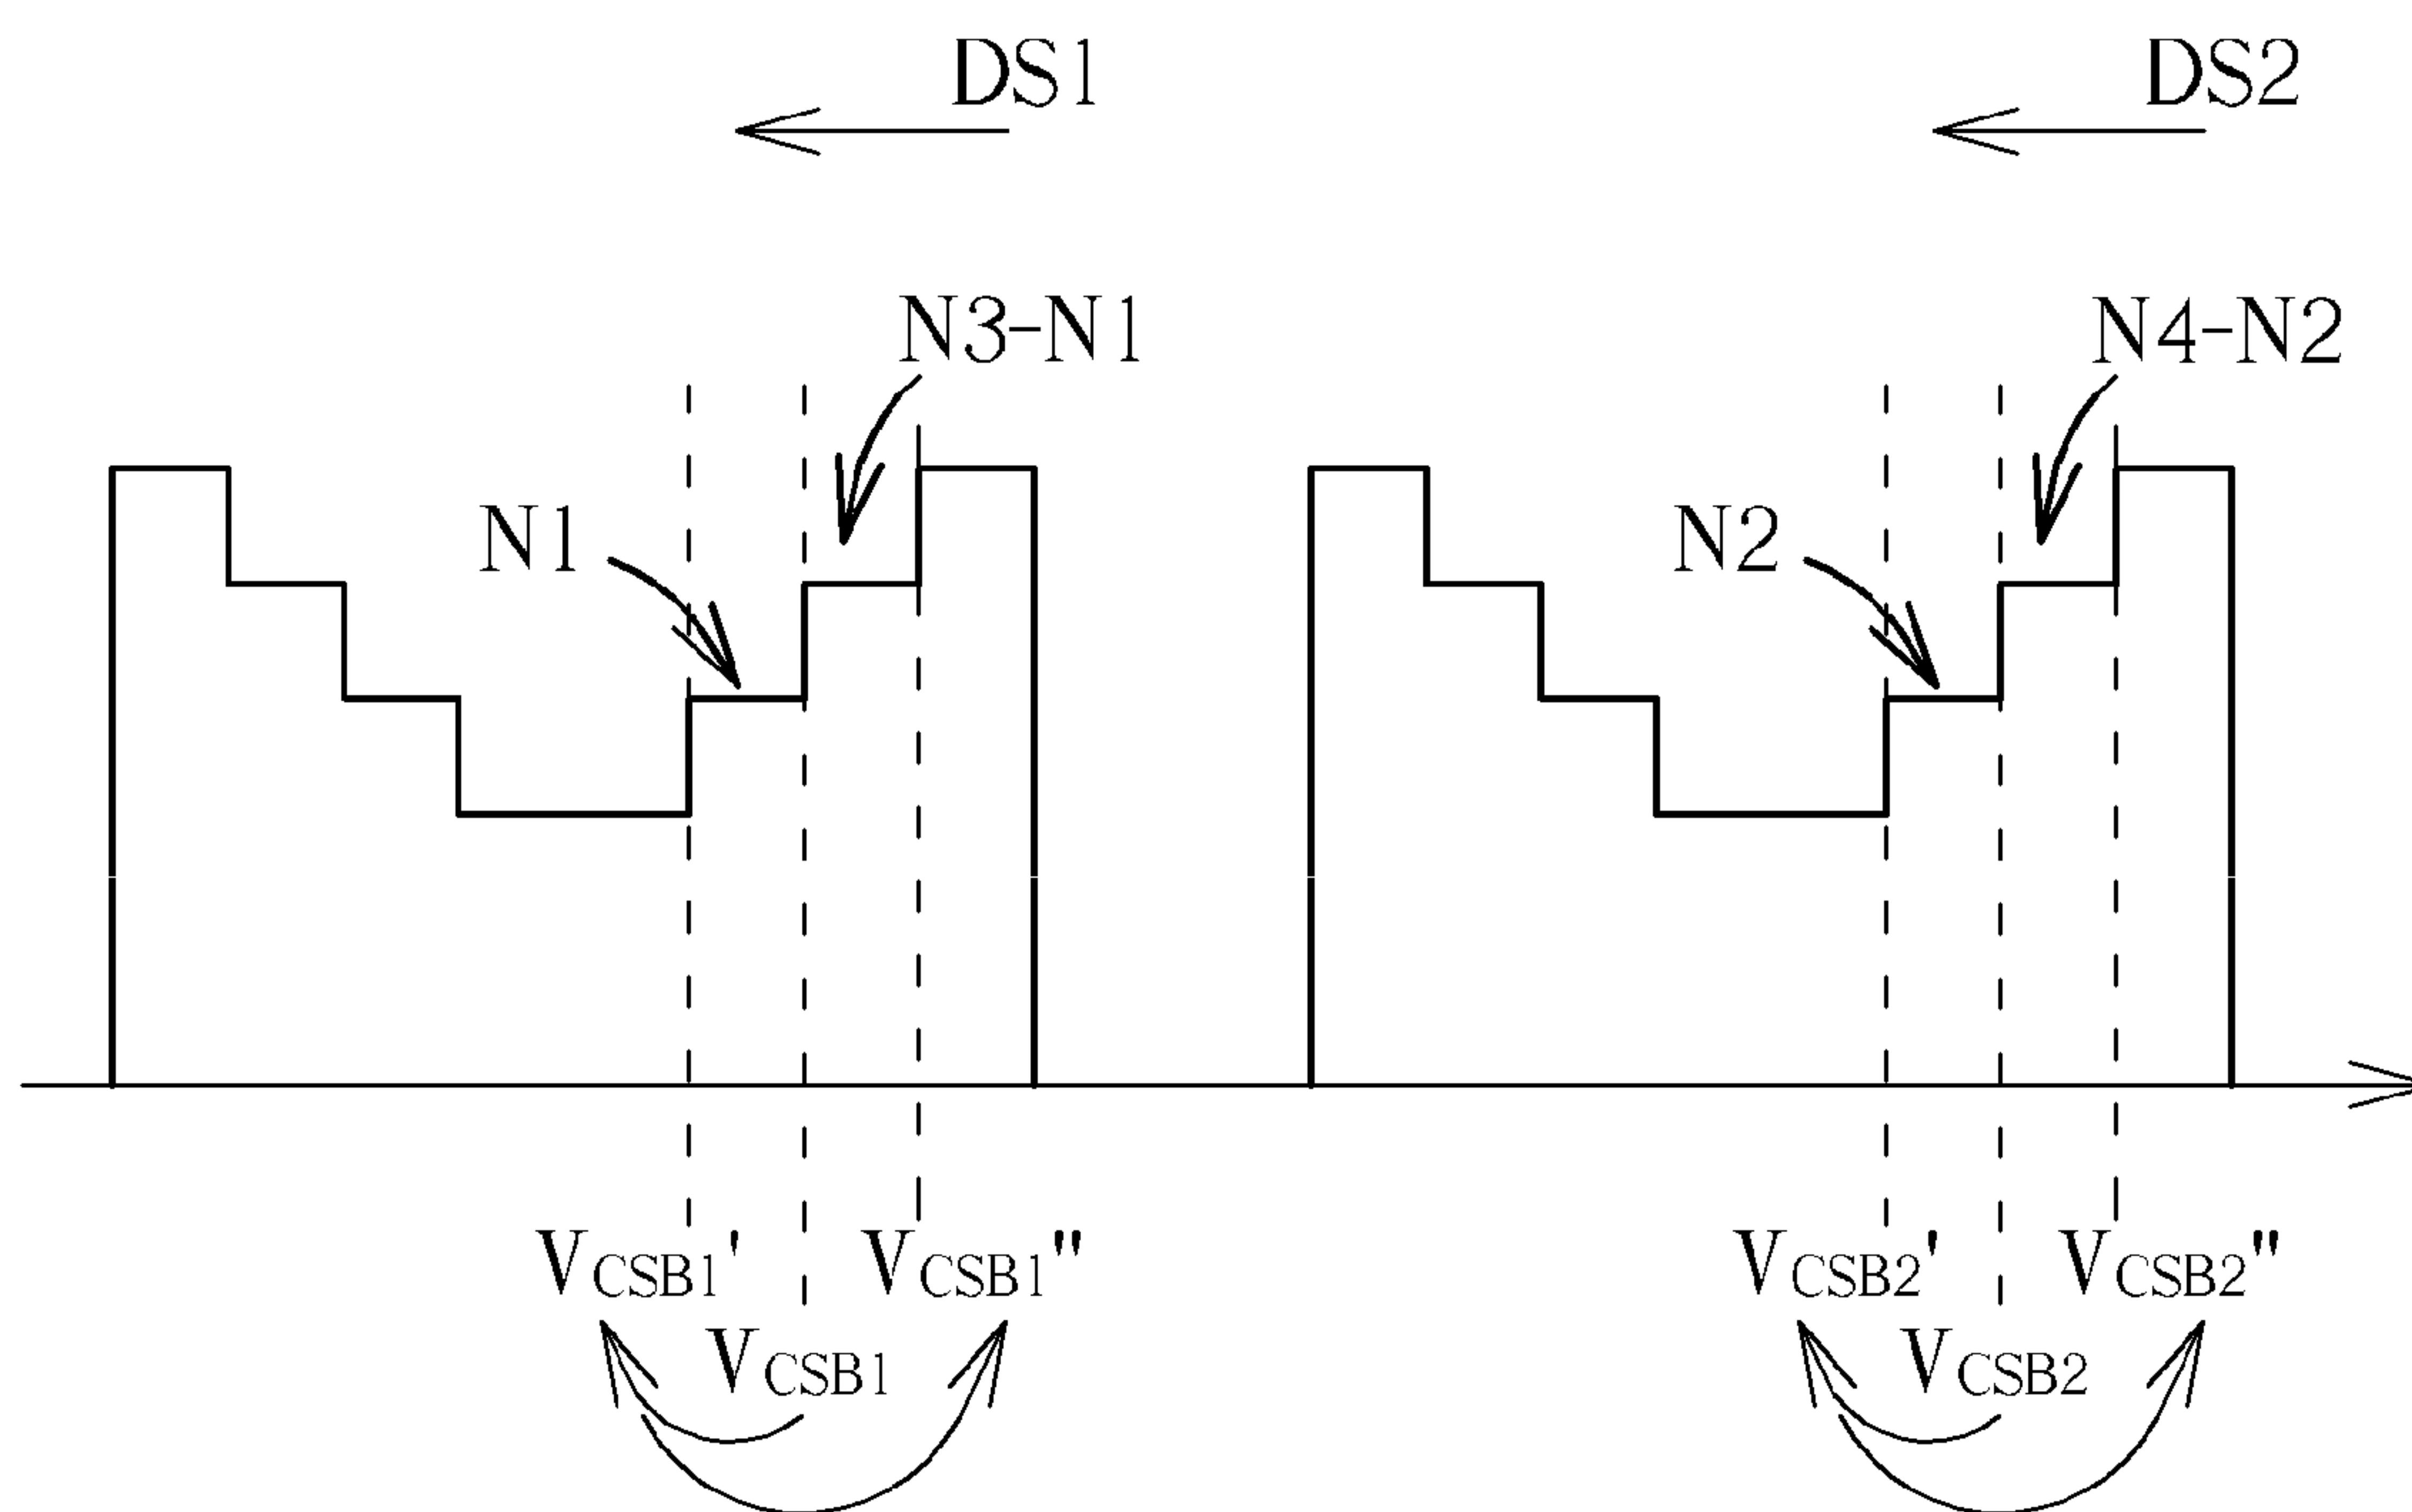 DS1 DS2
N3-N1 N4-N2
N1 N2
VCSB1' VCSB1" VCSB2' VCSB2"
VCSB1 VCSB2